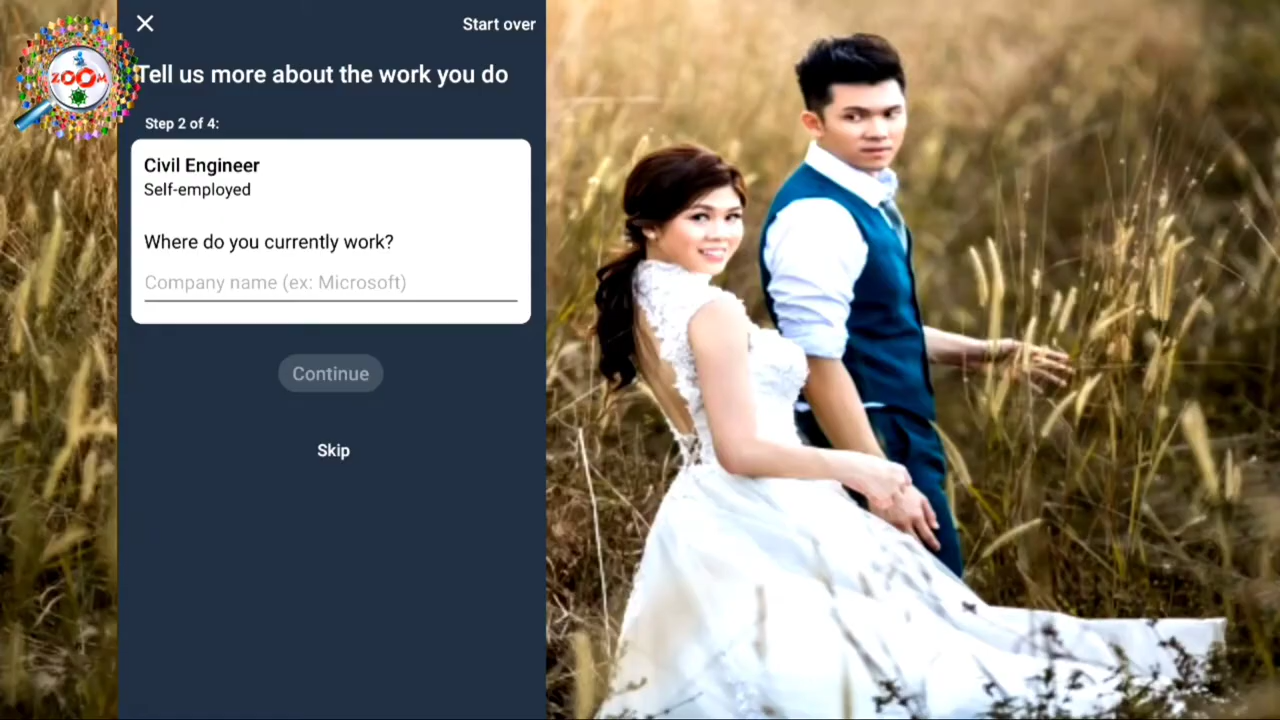 Start over
ZOOM
Tell us more about the work you do
Step 2 of 4:
Civil Engineer
Self-employed
Where do you currently work?
Company name (ex: Microsoft)
Continue
Skip